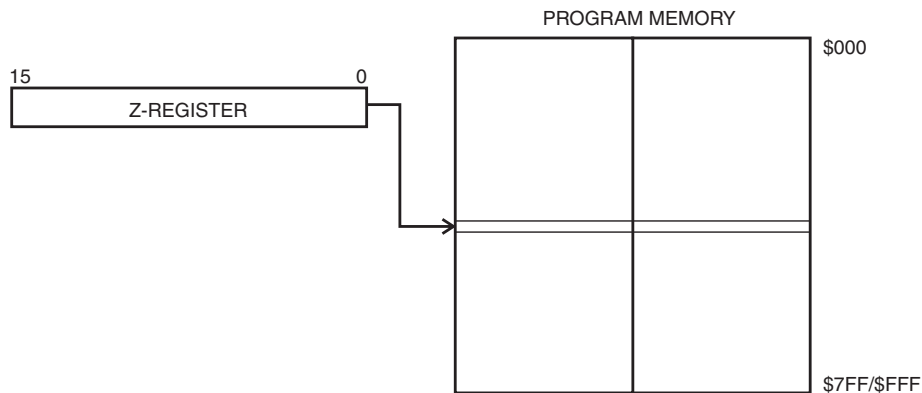 PROGRAM MEMORY
$000
15 0
Z-REGISTER
$7FF/$FFF